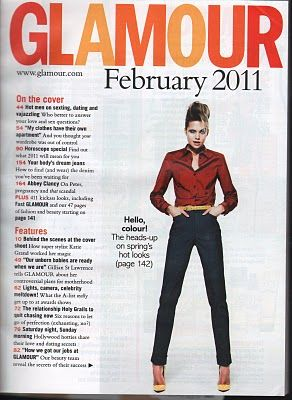 GLAMOUR
www.glamour.com
February 2011
On the cover
44 Hot men on sexting, dating and
vajazzling Who better to answer
your love and sex questions?
54 "My clothes have their own
apartment" And you thought your
wardrobe was out of control
90 Horoscope special Find out
what 2011 will mean for you
154 Your body's dream jeans
How to find (and wear) the denim
you've been waiting for
164 Abbey Clancy On Peter,
pregnancy and that scandal
PLUS 411 kickass looks, including
Fast GLAMOUR and our 47 pages
of fashion and beauty starting on
page 141
Features
10 Behind the scenes at the cover
shoot How super stylist Katie
Grand worked her magic
49 "Our unborn babies are ready
when we are" Gillian St Lawrence
tells GLAMOUR about her
controversial plans for motherhood
62 Lights, camera, celebrity
meltdown! What the A-list really
get up to at awards shows
72 The relationship Holy Grails to
quit chasing now Six reasons to let
go of perfection (exhausting, no?)
76 Saturday night, Sunday
morning Hollywood hotties share
their love and dating secrets
82 "How we got our jobs at
GLAMOUR" Our beauty team
reveal the secrets of their success
Hello,
colour!
The heads-up
on spring's
hot looks
(page 142)